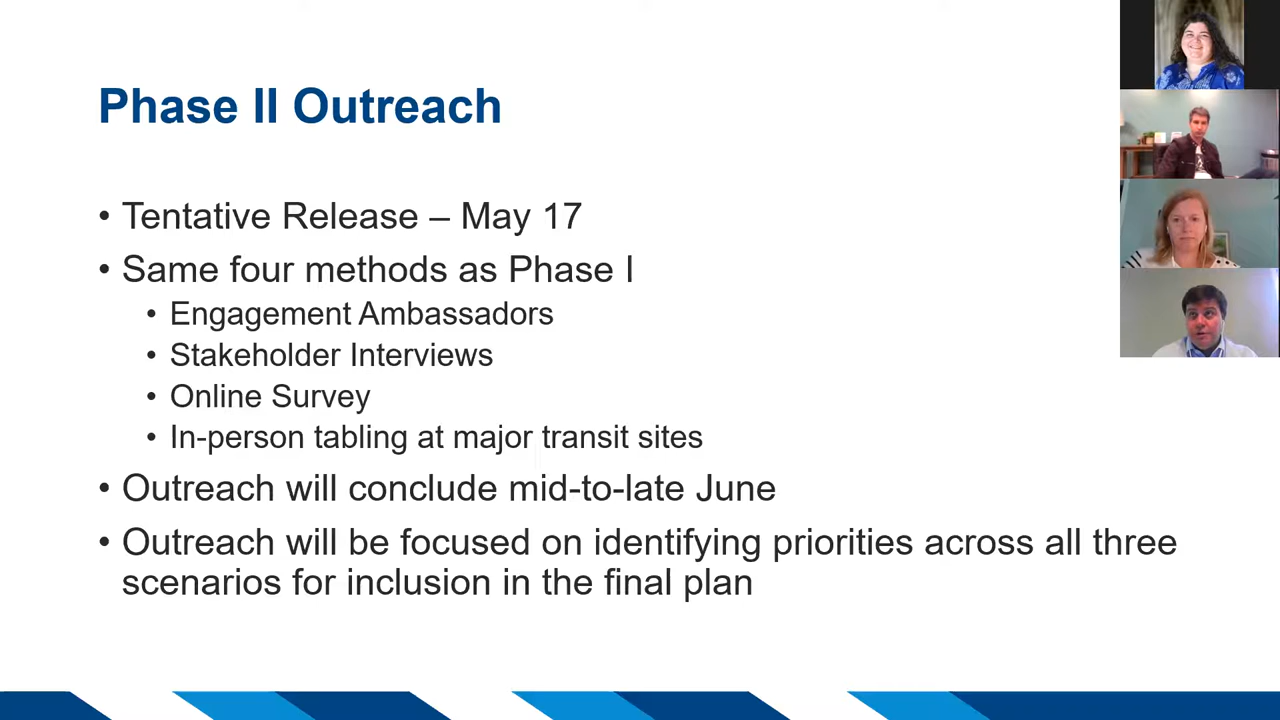 Phase II Outreach
• Tentative Release – May 17
• Same four methods as Phase I
• Engagement Ambassadors
• Stakeholder Interviews
• Online Survey
• In-person tabling at major transit sites
• Outreach will conclude mid-to-late June
• Outreach will be focused on identifying priorities across all three
scenarios for inclusion in the final plan